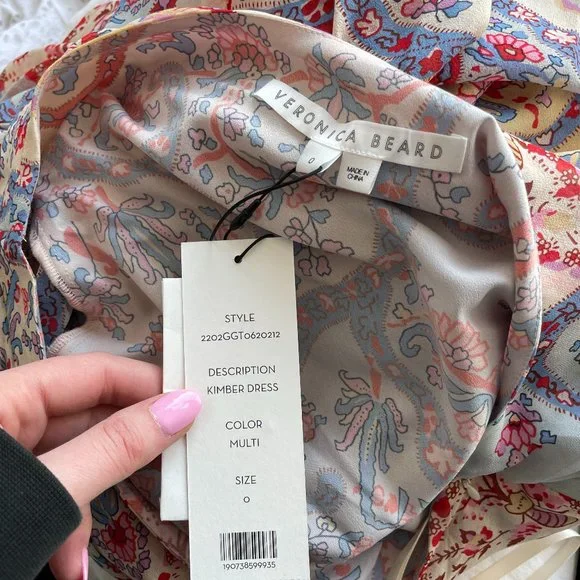 VERONICA BEARD
0
MADE IN
CHINA
STYLE
2202GGT0620212
DESCRIPTION
KIMBER DRESS
COLOR
MULTI
SIZE
0
190738599935